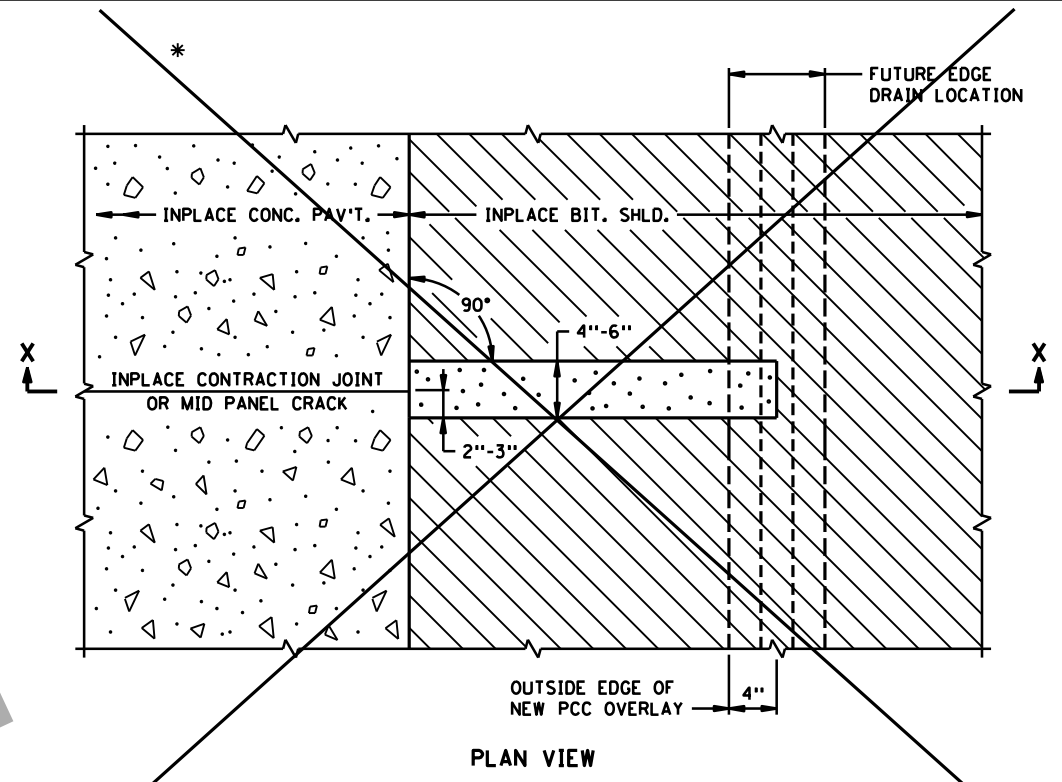 *
FUTURE EDGE
DRAIN LOCATION
INPLACE CONC. PAV'T.
INPLACE BIT. SHLD.
90°
4"-6"
X
X
INPLACE CONTRACTION JOINT
OR MID PANEL CRACK
2"-3"
OUTSIDE EDGE OF
NEW PCC OVERLAY
4"
PLAN VIEW